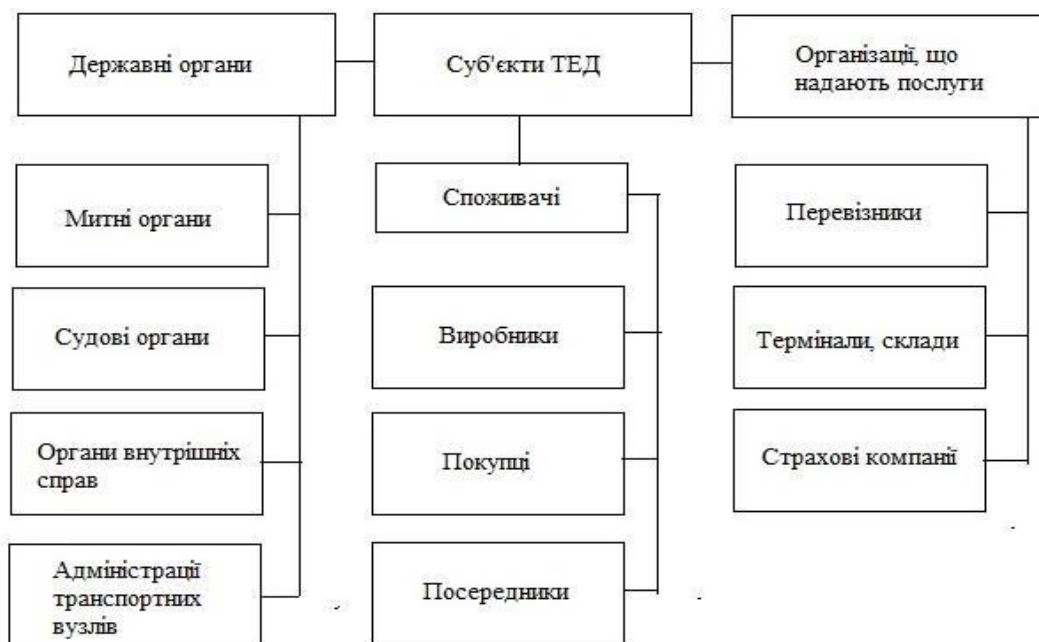 Державні органи
Суб'єкти ТЕД
Організації, що
надають послуги
Митні органи
Судові органи
Органи внутрішніх
справ
Адміністрації
транспортних
вузлів
Споживачі
Виробники
Покупці
Посередники
Перевізники
Термінали, склади
Страхові компанії